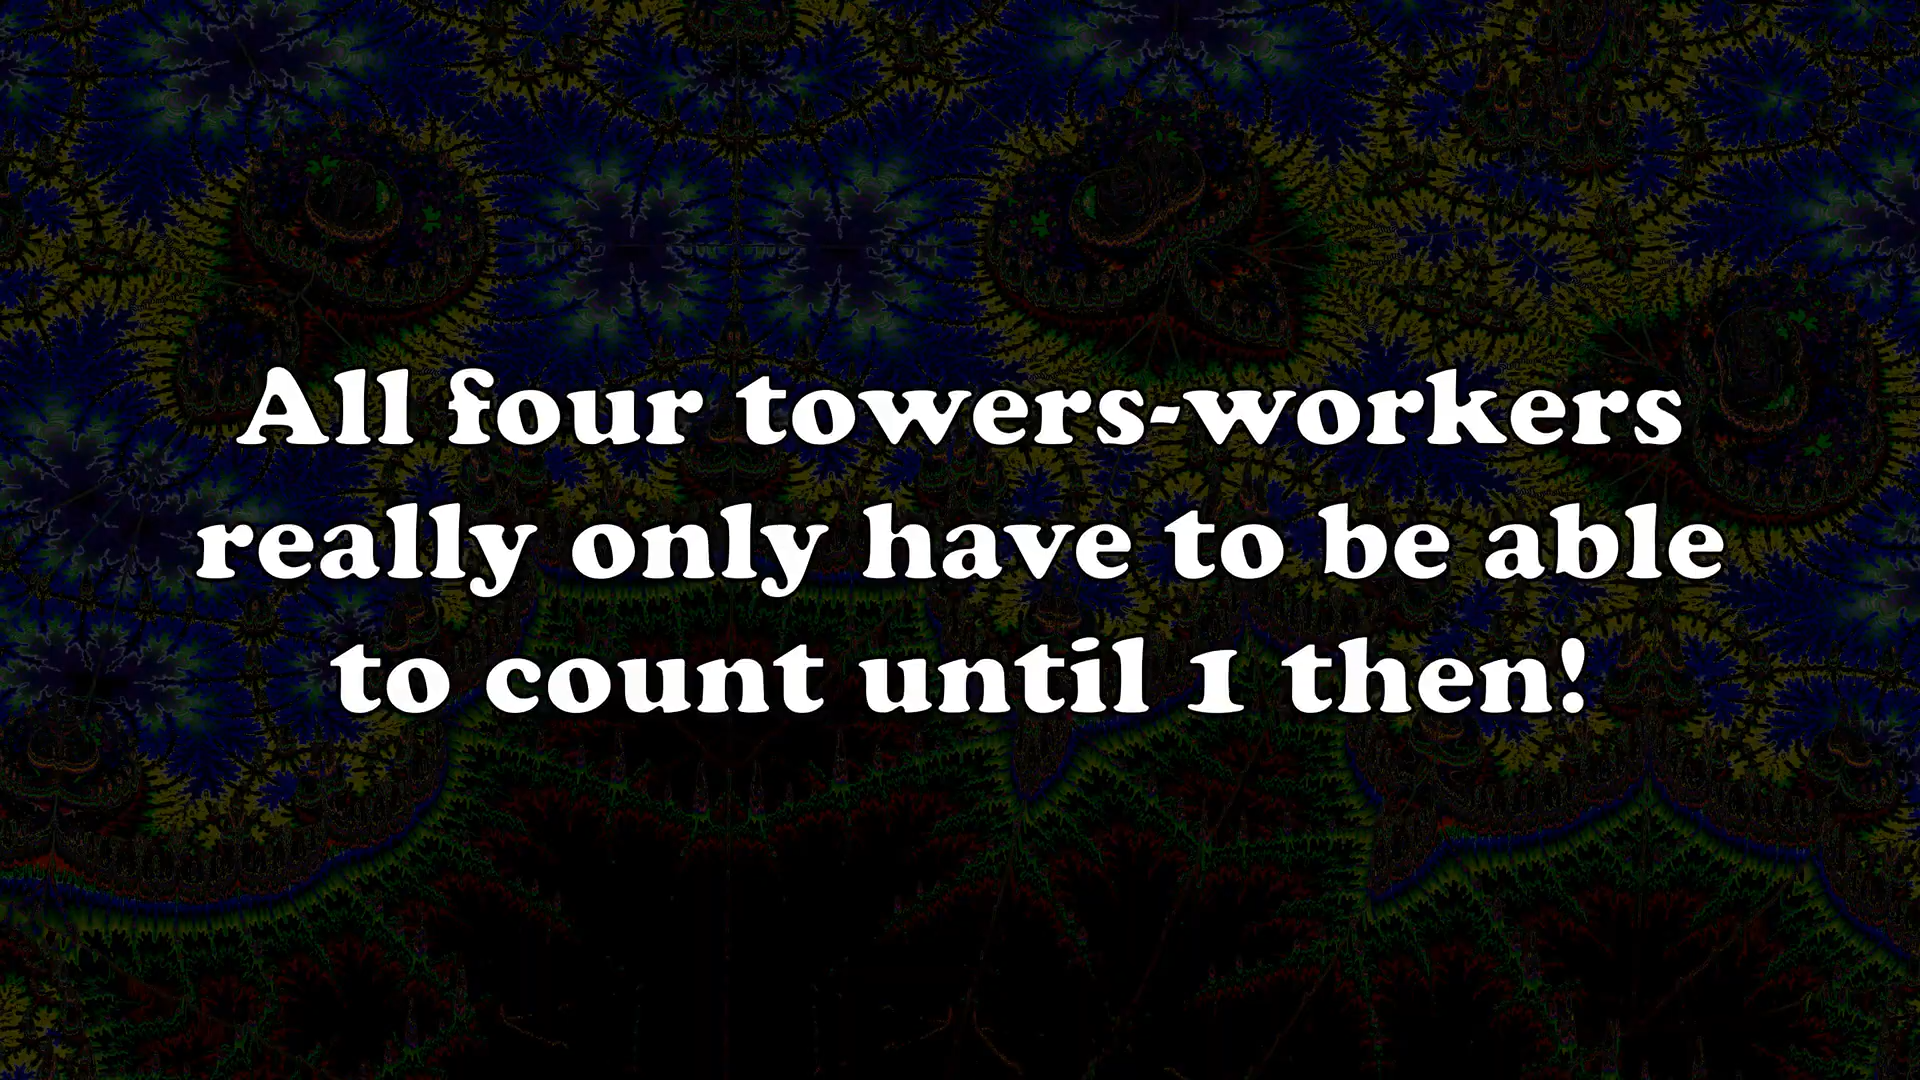 All four towers-workers
really only have to be able
to count until 1 then!